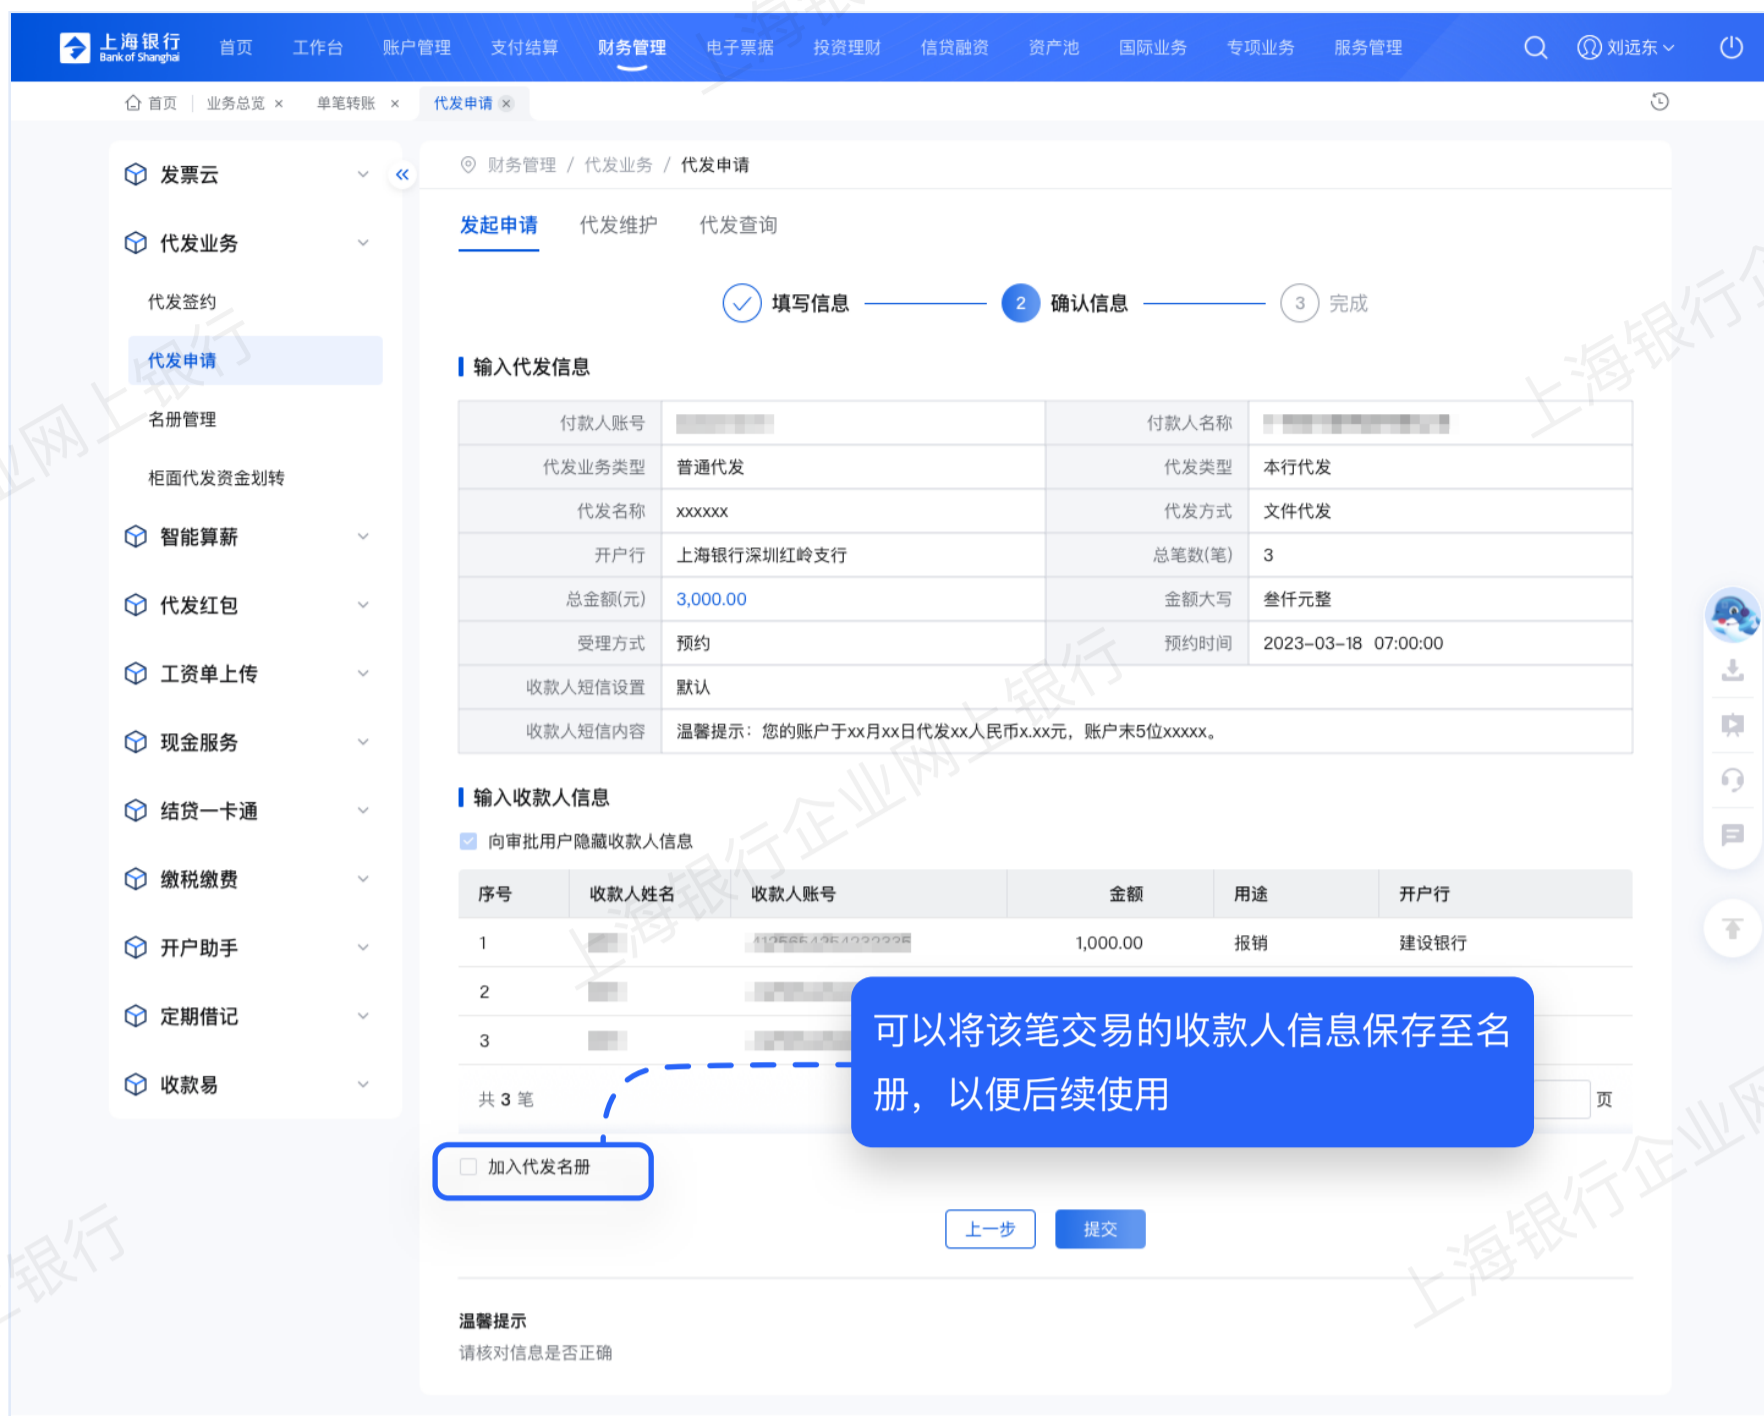 上海银行
Bank of Shanghai
首页 工作台 账户管理 支付结算 财务管理 电子票据 投资理财 信贷融资 资产池 国际业务 专项业务 服务管理 刘远东
首页 业务总览 × 单笔转账 × 代发申请 ×
发票云
代发业务
代发签约
代发申请
名册管理
柜面代发资金划转
智能算薪
代发红包
工资单上传
现金服务
结贷一卡通
缴税缴费
开户助手
定期借记
收款易
财务管理 / 代发业务 / 代发申请
发起申请 代发维护 代发查询
填写信息 2 确认信息 3 完成
输入代发信息
付款人账号 付款人名称
代发业务类型 普通代发 代发类型 本行代发
代发名称 xxxxxx 代发方式 文件代发
开户行 上海银行深圳红岭支行 总笔数(笔) 3
总金额(元) 3,000.00 金额大写 叁仟元整
受理方式 预约 预约时间 2023-03-18 07:00:00
收款人短信设置 默认
收款人短信内容 温馨提示：您的账户于xx月xx日代发xx人民币x.xx元，账户末5位xxxxx。
输入收款人信息
向审批用户隐藏收款人信息
序号 收款人姓名 收款人账号 金额 用途 开户行
1 1,000.00 报销 建设银行
2
3
可以将该笔交易的收款人信息保存至名
册，以便后续使用
共 3 笔 页
加入代发名册
上一步 提交
温馨提示
请核对信息是否正确
上海银行企业网上银行